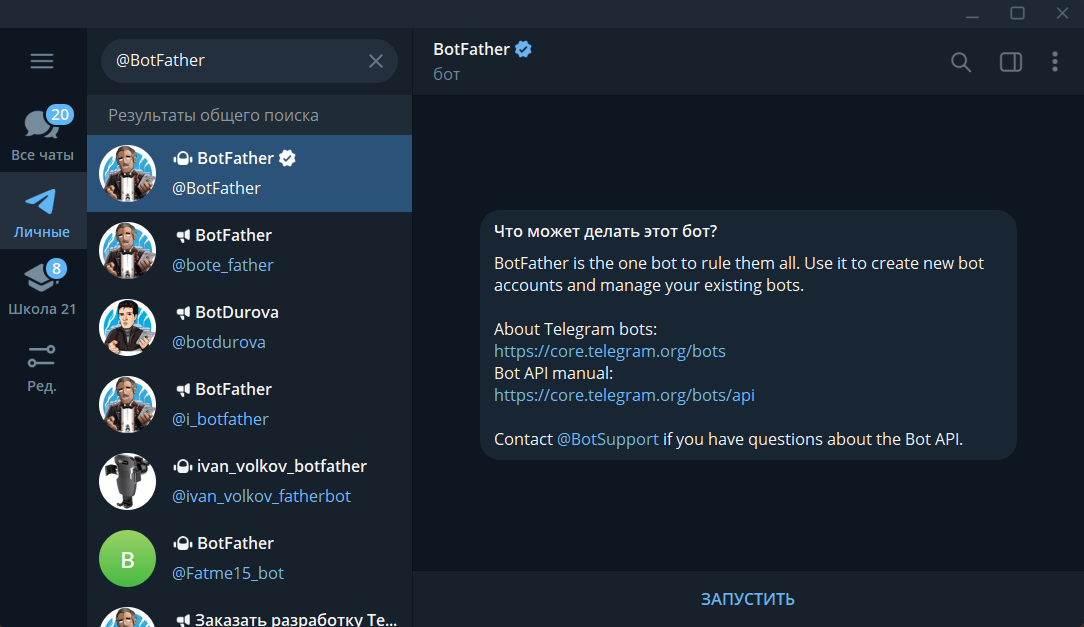 @BotFather
Результаты общего поиска
20
Все чаты
Личные
8
Школа 21
Ред.
BotFather
@BotFather
BotFather
@bote_father
BotDurova
@botdurova
BotFather
@i_botfather
ivan_volkov_botfather
@ivan_volkov_fatherbot
B
BotFather
@Fatme15_bot
Заказать разработку Te...
BotFather
бот
Что может делать этот бот?
BotFather is the one bot to rule them all. Use it to create new bot
accounts and manage your existing bots.
About Telegram bots:
https://core.telegram.org/bots
Bot API manual:
https://core.telegram.org/bots/api
Contact @BotSupport if you have questions about the Bot API.
ЗАПУСТИТЬ